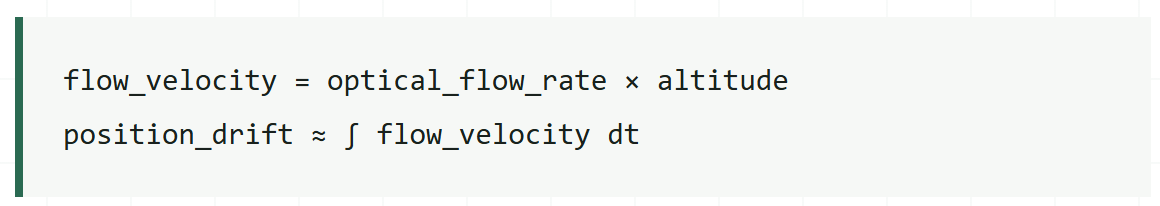 flow_velocity = optical_flow_rate × altitude
position_drift ≈ ∫ flow_velocity dt